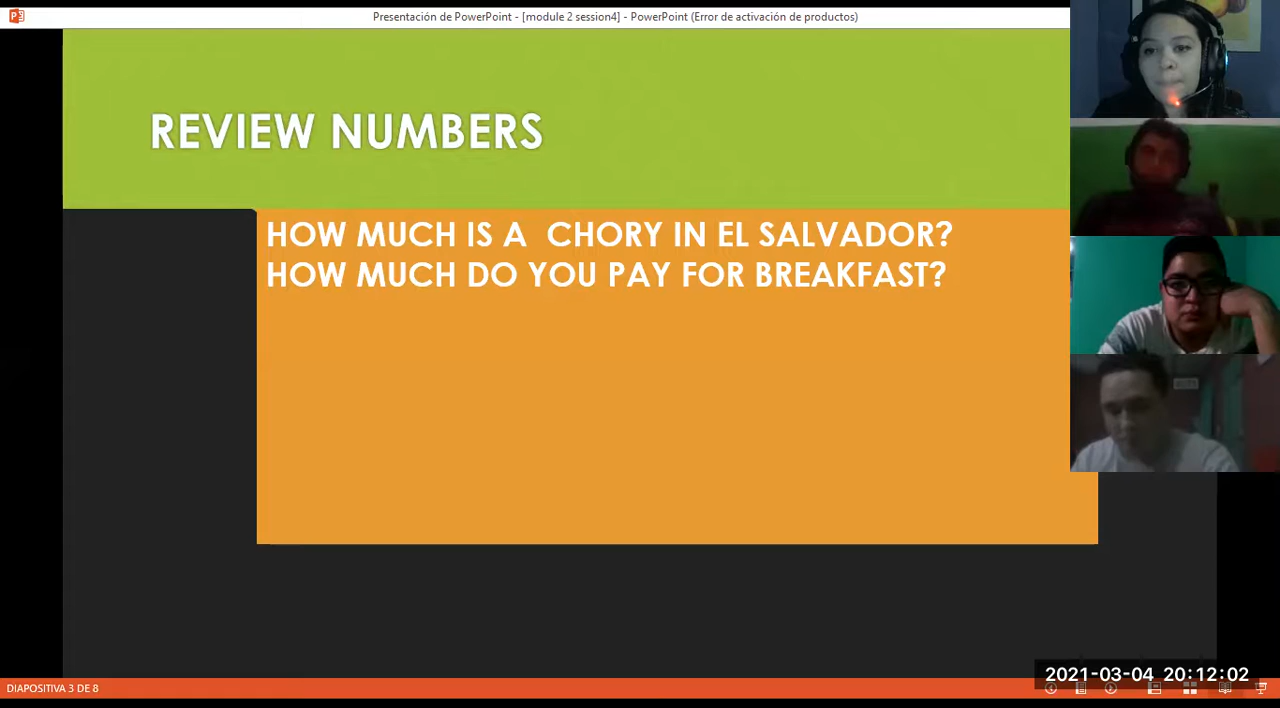 Presentación de PowerPoint - [module 2 session4] - PowerPoint (Error de activación de productos)
REVIEW NUMBERS
HOW MUCH IS A  CHORY IN EL SALVADOR?
HOW MUCH DO YOU PAY FOR BREAKFAST?
2021-03-04 20:12:02
DIAPOSITIVA 3 DE 8